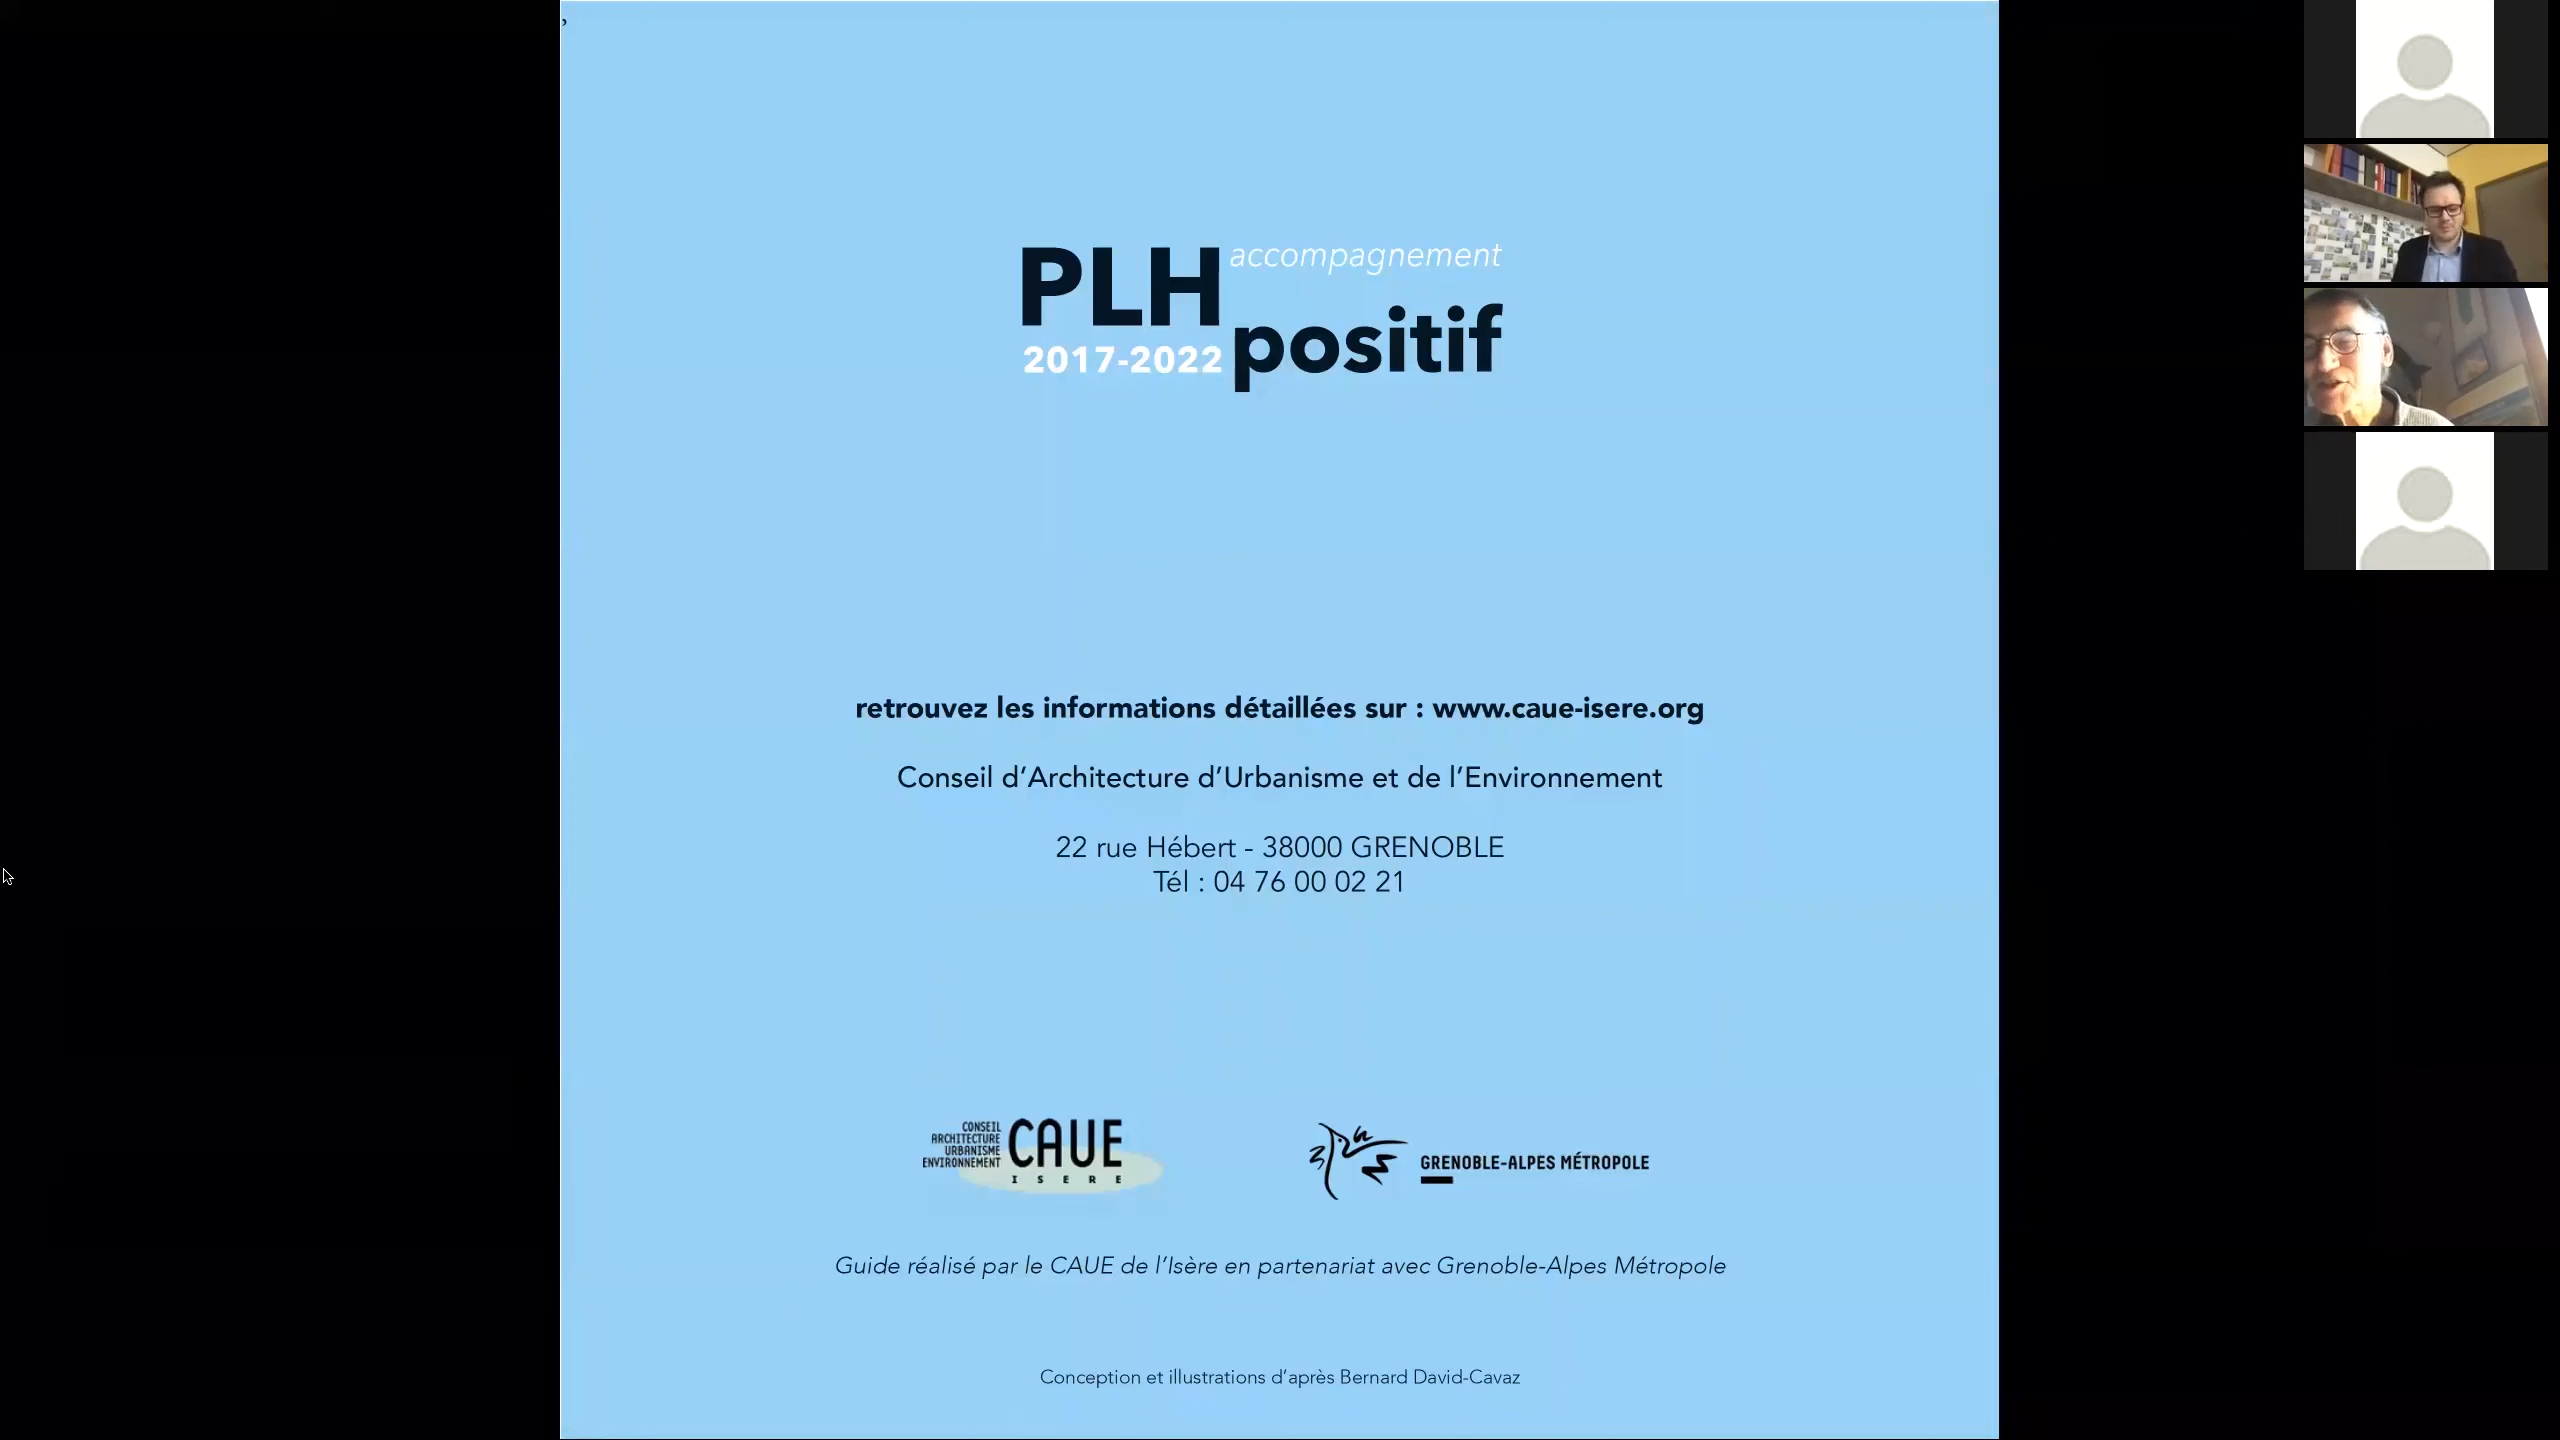 ,
PLH accompagnement
2017-2022 positif
retrouvez les informations détaillées sur : www.caue-isere.org
Conseil d’Architecture d’Urbanisme et de l’Environnement
22 rue Hébert - 38000 GRENOBLE
Tél : 04 76 00 02 21
CONSEIL
ARCHITECTURE
URBANISME
ENVIRONNEMENT
CAUE
ISERE
GRENOBLE-ALPES MÉTROPOLE
Guide réalisé par le CAUE de l’Isère en partenariat avec Grenoble-Alpes Métropole
Conception et illustrations d’après Bernard David-Cavaz